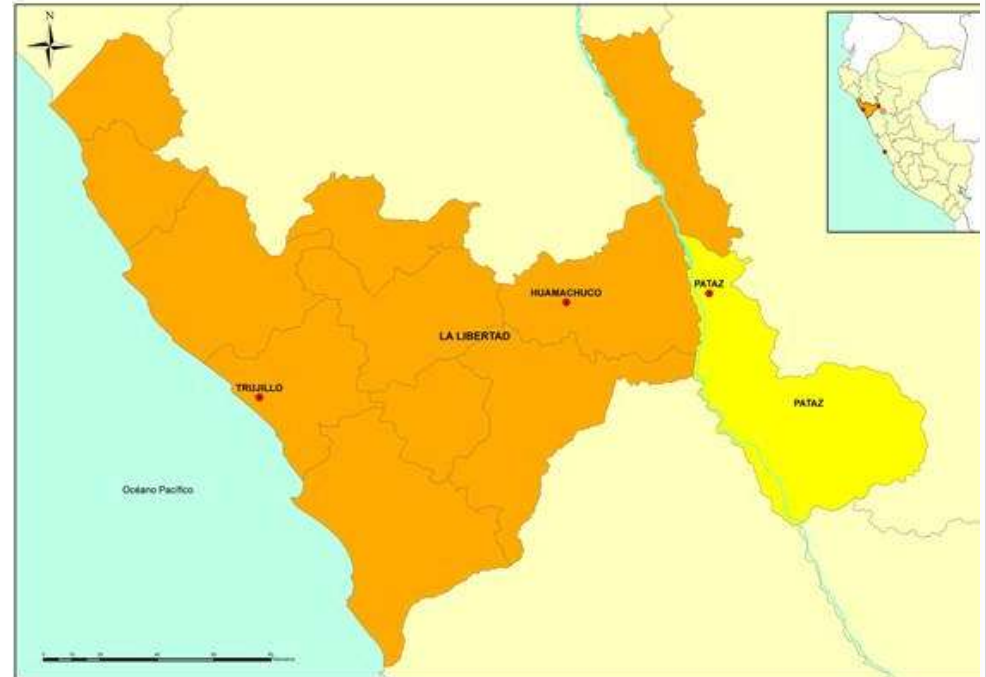 N
PATAZ
HUAMACHUCO
LA LIBERTAD
TRUJILLO
PATAZ
Océano Pacífico